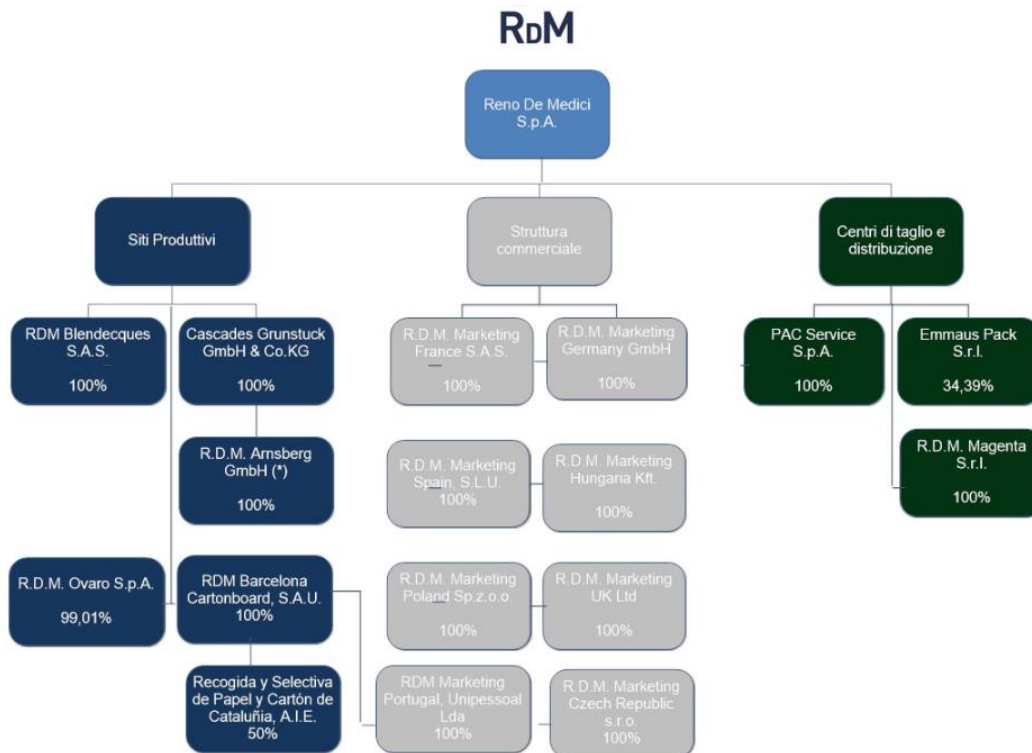 RDM
Reno De Medici
S.p.A.
Siti Produttivi
Struttura
commerciale
Centri di taglio e
distribuzione
RDM Blendecques
S.A.S.
100%
Cascades Grunstuck
GmbH & Co.KG
100%
R.D.M. Marketing
France S.A.S.
100%
R.D.M. Marketing
Germany GmbH
100%
PAC Service
S.p.A.
100%
Emmaus Pack
S.r.l.
34,39%
R.D.M. Arnsberg
GmbH (*)
100%
R.D.M. Marketing
Spain, S.L.U.
100%
R.D.M. Marketing
Hungaria Kft.
100%
R.D.M. Magenta
S.r.l.
100%
R.D.M. Ovaro S.p.A.
99,01%
RDM Barcelona
Cartonboard, S.A.U.
100%
R.D.M. Marketing
Poland Sp.z.o.o.
100%
R.D.M. Marketing
UK Ltd
100%
Recogida y Selectiva
de Papel y Cartón de
Cataluñia, A.I.E.
50%
RDM Marketing
Portugal, Unipessoal
Lda
100%
R.D.M. Marketing
Czech Republic
s.r.o.
100%